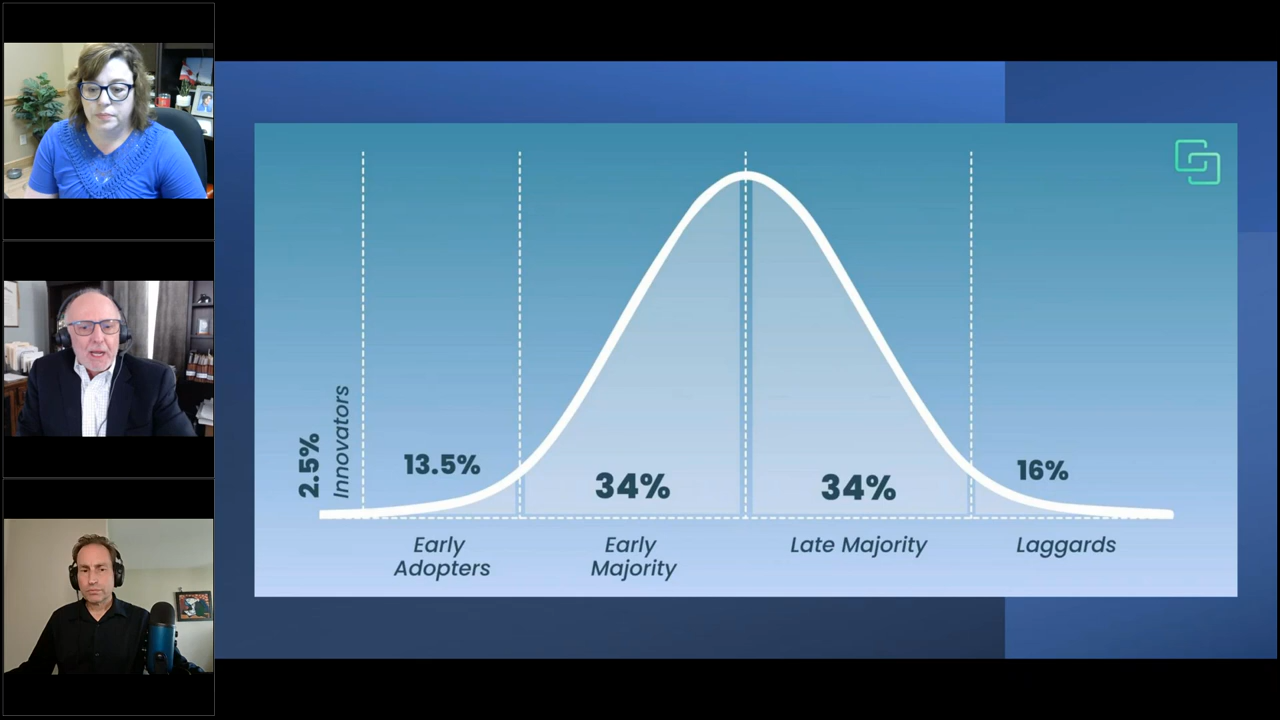 2.5%
Innovators
13.5%
34%
34%
16%
Early
Adopters
Early
Majority
Late Majority
Laggards